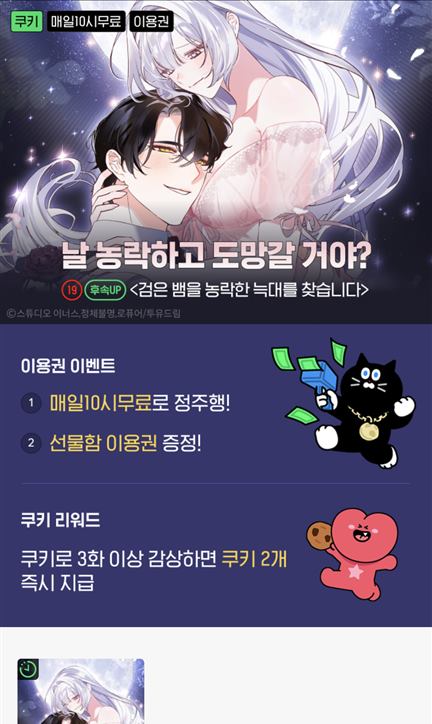 쿠키 매일10시무료 이용권
날 농락하고 도망갈 거야?
19 후속UP <검은 뱀을 농락한 늑대를 찾습니다>
©스튜디오 이너스,정체불명,로퓨어/투유드림
이용권 이벤트
1 매일10시무료로 정주행!
2 선물함 이용권 증정!
쿠키 리워드
쿠키로 3화 이상 감상하면 쿠키 2개
즉시 지급